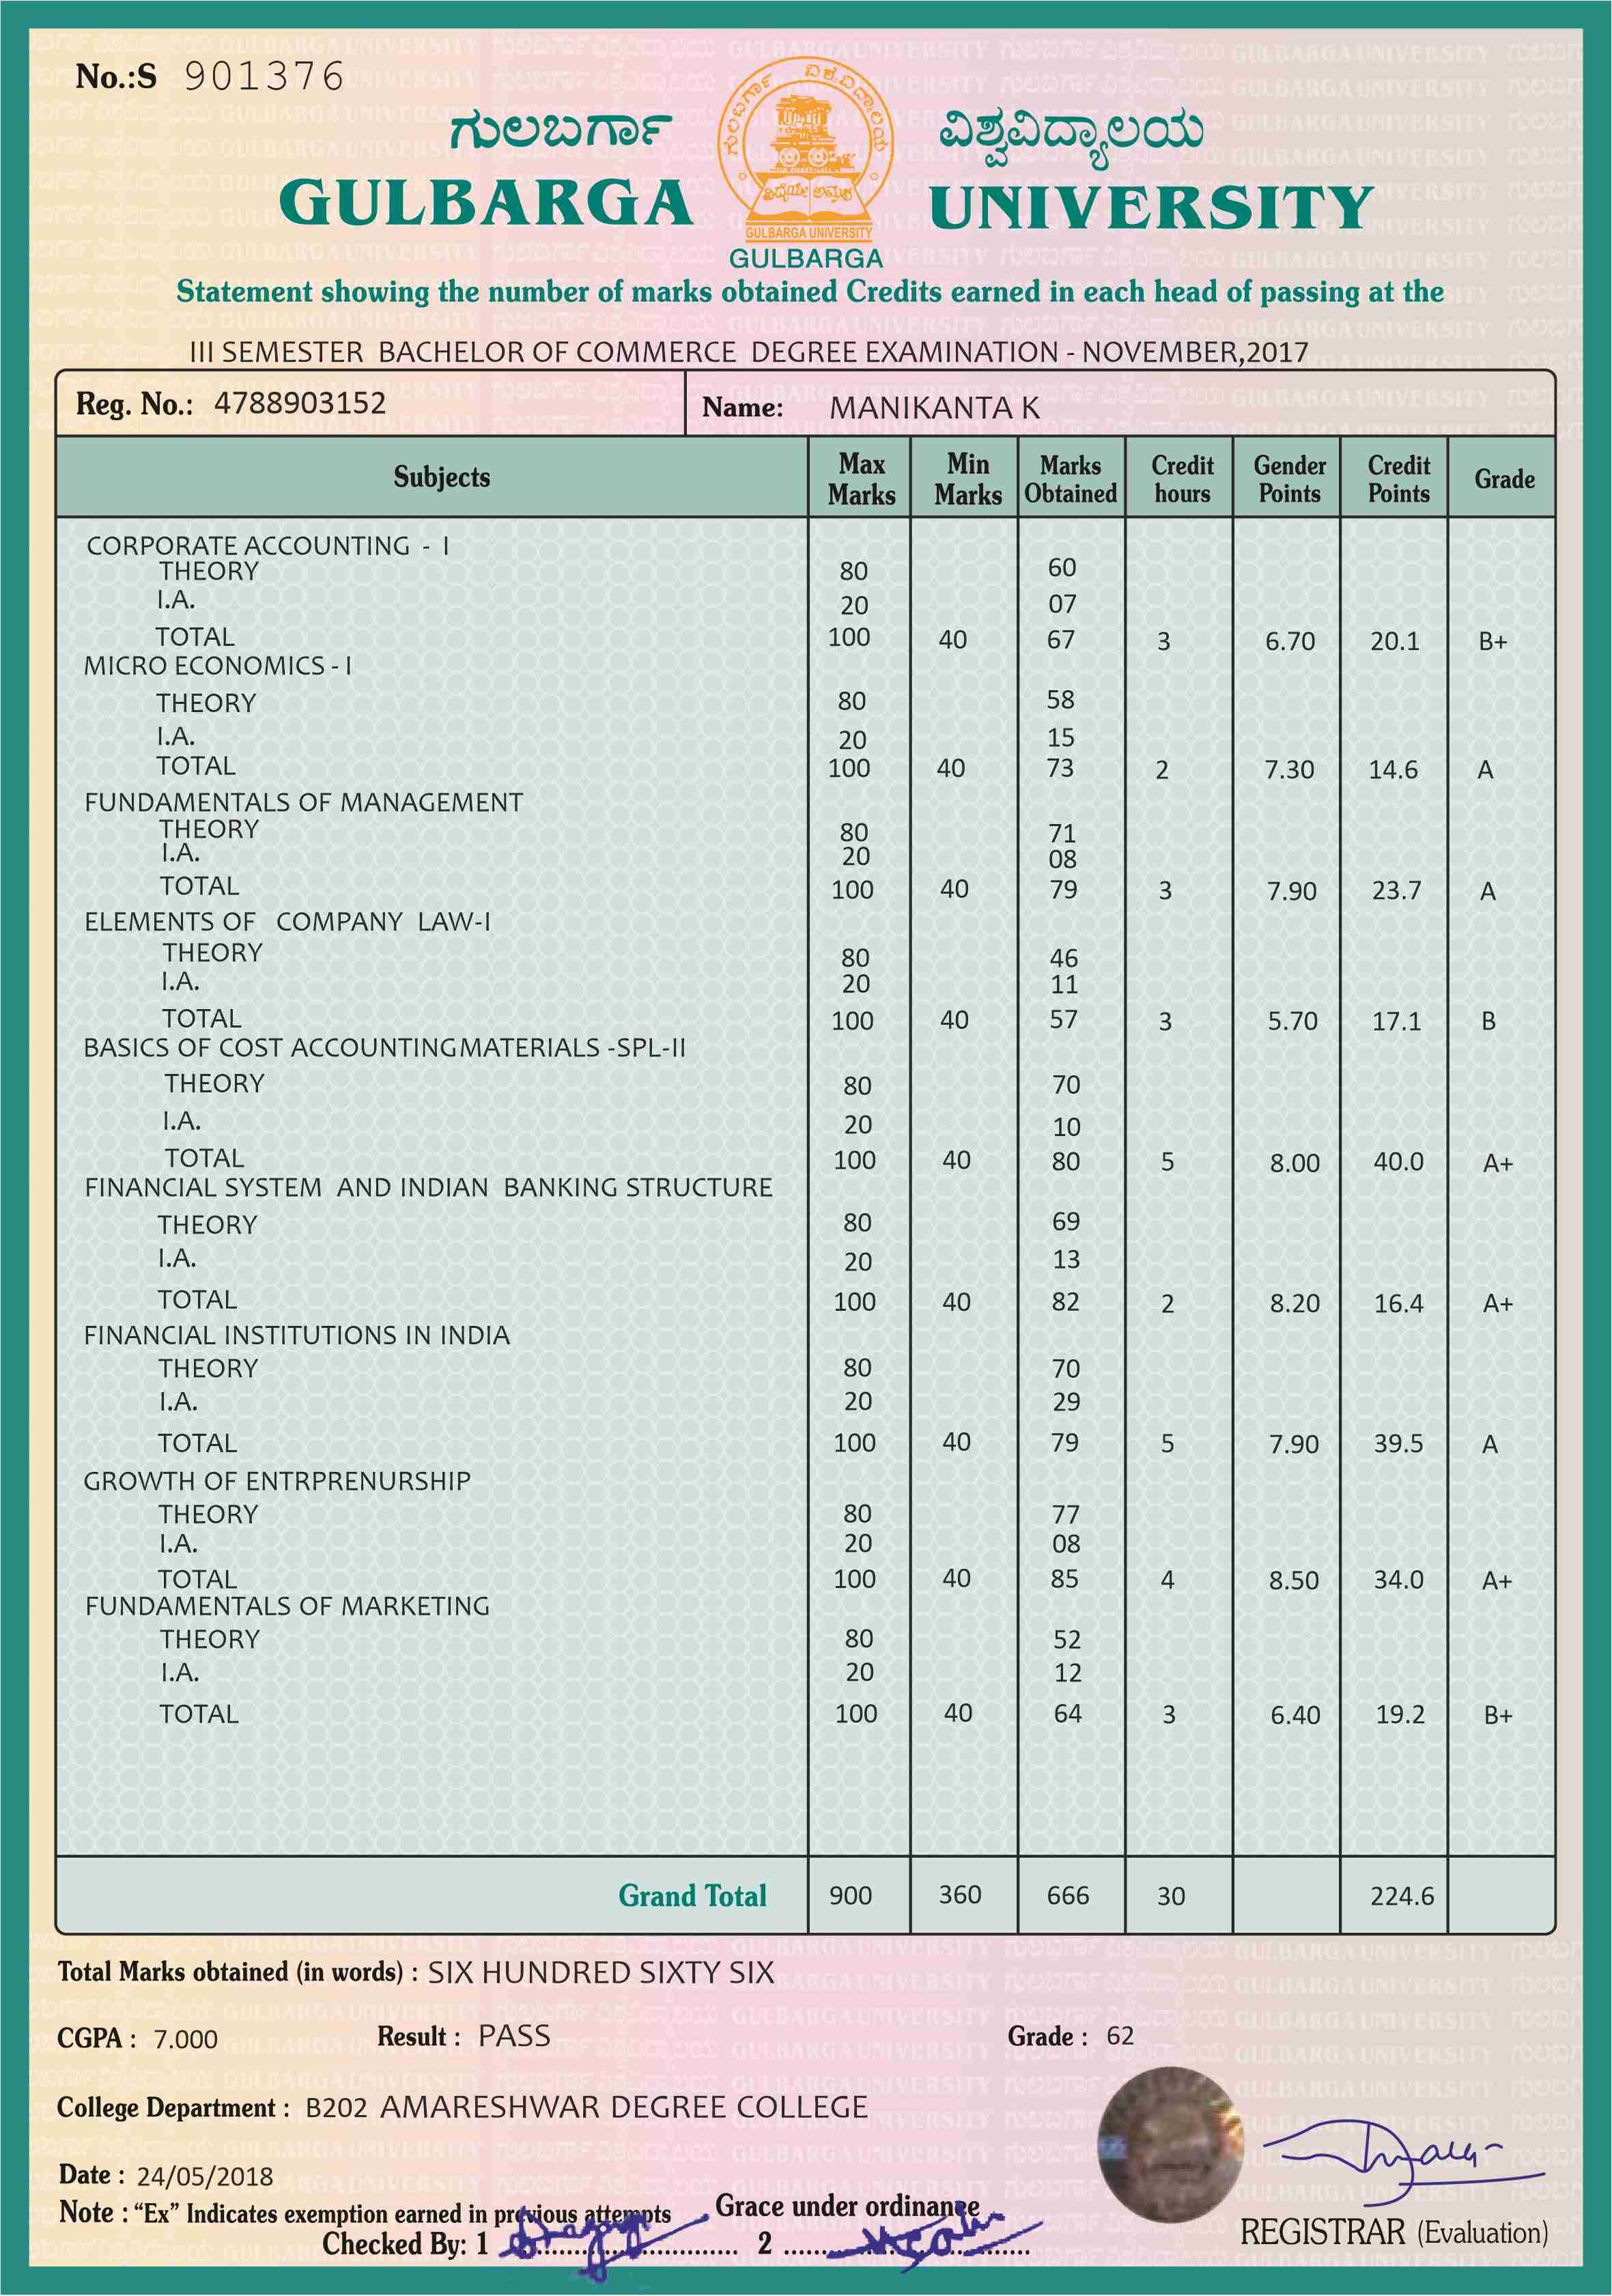 No.:S 901376
ಗುಲಬರ್ಗಾ ವಿಶ್ವವಿದ್ಯಾಲಯ
GULBARGA UNIVERSITY
ಗುಲಬರ್ಗಾ ವಿಶ್ವವಿದ್ಯಾಲಯ
ವಿದ್ಯೆಯೇ ಅಮೃತ
GULBARGA UNIVERSITY
GULBARGA
Statement showing the number of marks obtained Credits earned in each head of passing at the
III SEMESTER BACHELOR OF COMMERCE DEGREE EXAMINATION - NOVEMBER,2017
Reg. No.: 4788903152 Name: MANIKANTA K
Subjects Max Marks Min Marks Marks Obtained Credit hours Gender Points Credit Points Grade
CORPORATE ACCOUNTING - I
THEORY 80 60
I.A. 20 07
TOTAL 100 40 67 3 6.70 20.1 B+
MICRO ECONOMICS - I
THEORY 80 58
I.A. 20 15
TOTAL 100 40 73 2 7.30 14.6 A
FUNDAMENTALS OF MANAGEMENT
THEORY 80 71
I.A. 20 08
TOTAL 100 40 79 3 7.90 23.7 A
ELEMENTS OF COMPANY LAW-I
THEORY 80 46
I.A. 20 11
TOTAL 100 40 57 3 5.70 17.1 B
BASICS OF COST ACCOUNTINGMATERIALS -SPL-II
THEORY 80 70
I.A. 20 10
TOTAL 100 40 80 5 8.00 40.0 A+
FINANCIAL SYSTEM AND INDIAN BANKING STRUCTURE
THEORY 80 69
I.A. 20 13
TOTAL 100 40 82 2 8.20 16.4 A+
FINANCIAL INSTITUTIONS IN INDIA
THEORY 80 70
I.A. 20 29
TOTAL 100 40 79 5 7.90 39.5 A
GROWTH OF ENTRPRENURSHIP
THEORY 80 77
I.A. 20 08
TOTAL 100 40 85 4 8.50 34.0 A+
FUNDAMENTALS OF MARKETING
THEORY 80 52
I.A. 20 12
TOTAL 100 40 64 3 6.40 19.2 B+
Grand Total 900 360 666 30 224.6
Total Marks obtained (in words) : SIX HUNDRED SIXTY SIX
CGPA : 7.000 Result : PASS Grade : 62
College Department : B202 AMARESHWAR DEGREE COLLEGE
Date : 24/05/2018
Note : “Ex” Indicates exemption earned in previous attempts Grace under ordinance
Checked By: 1 .............................. 2 ..............................
REGISTRAR (Evaluation)